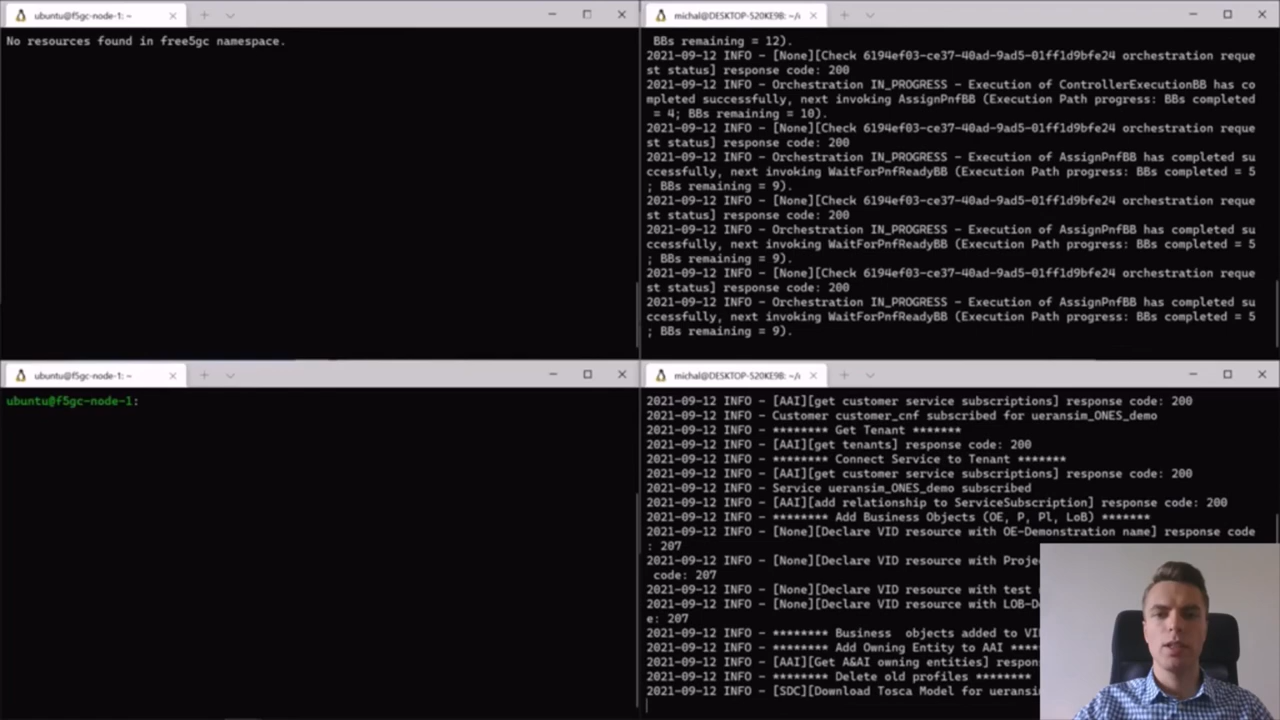 ubuntu@f5gc-node-1: ~
No resources found in free5gc namespace.
michal@DESKTOP-520KE9B: ~/
BBs remaining = 12).
2021-09-12 INFO - [None][Check 6194ef03-ce37-40ad-9ad5-01ff1d9bfe24 orchestration reque
st status] response code: 200
2021-09-12 INFO - Orchestration IN_PROGRESS - Execution of ControllerExecutionBB has co
mpleted successfully, next invoking AssignPnfBB (Execution Path progress: BBs completed
= 4; BBs remaining = 10).
2021-09-12 INFO - [None][Check 6194ef03-ce37-40ad-9ad5-01ff1d9bfe24 orchestration reque
st status] response code: 200
2021-09-12 INFO - Orchestration IN_PROGRESS - Execution of AssignPnfBB has completed su
ccessfully, next invoking WaitForPnfReadyBB (Execution Path progress: BBs completed = 5
; BBs remaining = 9).
2021-09-12 INFO - [None][Check 6194ef03-ce37-40ad-9ad5-01ff1d9bfe24 orchestration reque
st status] response code: 200
2021-09-12 INFO - Orchestration IN_PROGRESS - Execution of AssignPnfBB has completed su
ccessfully, next invoking WaitForPnfReadyBB (Execution Path progress: BBs completed = 5
; BBs remaining = 9).
2021-09-12 INFO - [None][Check 6194ef03-ce37-40ad-9ad5-01ff1d9bfe24 orchestration reque
st status] response code: 200
2021-09-12 INFO - Orchestration IN_PROGRESS - Execution of AssignPnfBB has completed su
ccessfully, next invoking WaitForPnfReadyBB (Execution Path progress: BBs completed = 5
; BBs remaining = 9).
ubuntu@f5gc-node-1: ~
ubuntu@f5gc-node-1:
michal@DESKTOP-520KE9B: ~/
2021-09-12 INFO - [AAI][get customer service subscriptions] response code: 200
2021-09-12 INFO - Customer customer_cnf subscribed for ueransim_ONES_demo
2021-09-12 INFO - ******** Get Tenant *******
2021-09-12 INFO - [AAI][get tenants] response code: 200
2021-09-12 INFO - ******** Connect Service to Tenant *******
2021-09-12 INFO - [AAI][get customer service subscriptions] response code: 200
2021-09-12 INFO - Service ueransim_ONES_demo subscribed
2021-09-12 INFO - [AAI][add relationship to ServiceSubscription] response code: 200
2021-09-12 INFO - ******** Add Business Objects (OE, P, Pl, LoB) *******
2021-09-12 INFO - [None][Declare VID resource with OE-Demonstration name] response code
: 207
2021-09-12 INFO - [None][Declare VID resource with Proje
code: 207
2021-09-12 INFO - [None][Declare VID resource with test
2021-09-12 INFO - [None][Declare VID resource with LOB-D
e: 207
2021-09-12 INFO - ******** Business  objects added to VI
2021-09-12 INFO - ******** Add Owning Entity to AAI ****
2021-09-12 INFO - [AAI][Get A&AI owning entities] respon
2021-09-12 INFO - ******** Delete old profiles ********
2021-09-12 INFO - [SDC][Download Tosca Model for ueransi